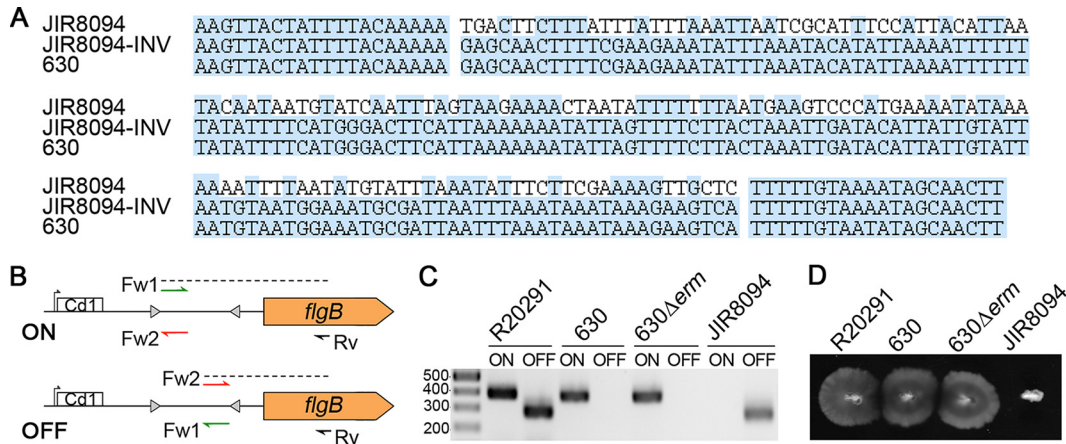 A
JIR8094 AAGTTACTATTTTACAAAAA TGACTTCTTTATTTATTTAAATTAATCGCATTTCCATTACATTAA
JIR8094-INV AAGTTACTATTTTACAAAAA GAGCAACTTTTCGAAGAAATATTTAAATACATATTAAAATTTTTT
630 AAGTTACTATTTTACAAAAA GAGCAACTTTTCGAAGAAATATTTAAATACATATTAAAATTTTTT
JIR8094 TACAATAATGTATCAATTTAGTAAGAAAACTAATATTTTTTTAATGAAGTCCCATGAAAATATAAA
JIR8094-INV TATATTTTCATGGGACTTCATTAAAAAAATATTAGTTTTCTTACTAAATTGATACATTATTGTATT
630 TATATTTTCATGGGACTTCATTAAAAAAATATTAGTTTTCTTACTAAATTGATACATTATTGTATT
JIR8094 AAAATTTTAATATGTATTTAAATATTTCTTCGAAAAGTTGCTC TTTTTGTAAAATAGCAACTT
JIR8094-INV AATGTAATGGAAATGCGATTAATTTAAATAAATAAAGAAGTCA TTTTTGTAAAATAGCAACTT
630 AATGTAATGGAAATGCGATTAATTTAAATAAATAAAGAAGTCA TTTTTGTAATATAGCAACTT
B
Fw1
Cd1
flgB
ON
Fw2
Rv
Fw2
Cd1
flgB
OFF
Fw1
Rv
C
R20291 630 630Δerm JIR8094
ON OFF ON OFF ON OFF ON OFF
500
400
300
200
D
R20291 630 630Δerm JIR8094